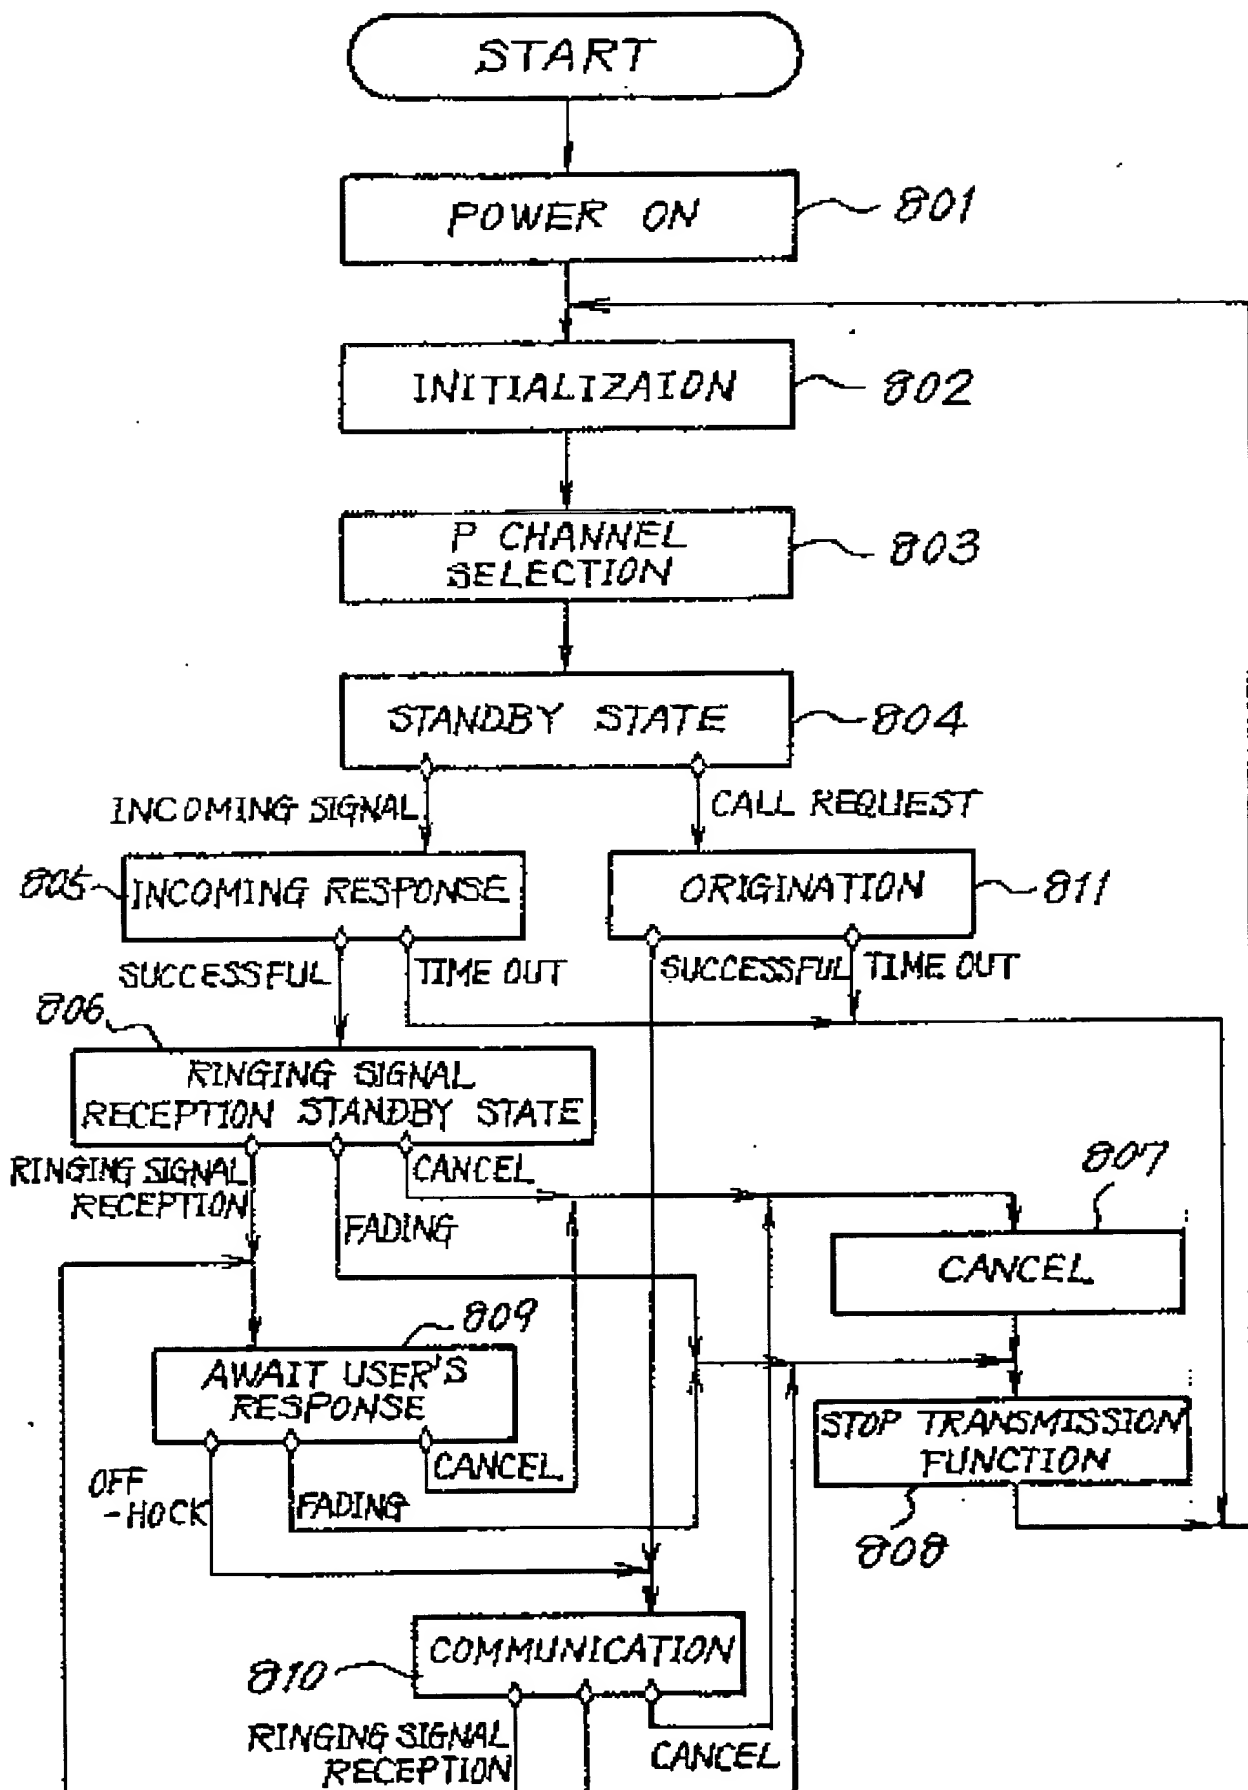 START
POWER ON
801
INITIALIZAION
802
P CHANNEL
SELECTION
803
STANDBY STATE
804
INCOMING SIGNAL
CALL REQUEST
805
INCOMING RESPONSE
ORIGINATION
811
SUCCESSFUL
TIME OUT
SUCCESSFUL
TIME OUT
806
RINGING SIGNAL
RECEPTION STANDBY STATE
RINGING SIGNAL
RECEPTION
FADING
CANCEL
807
CANCEL
809
AWAIT USER'S
RESPONSE
STOP TRANSMISSION
FUNCTION
808
OFF
-HOCK
FADING
CANCEL
COMMUNICATION
810
RINGING SIGNAL
RECEPTION
CANCEL